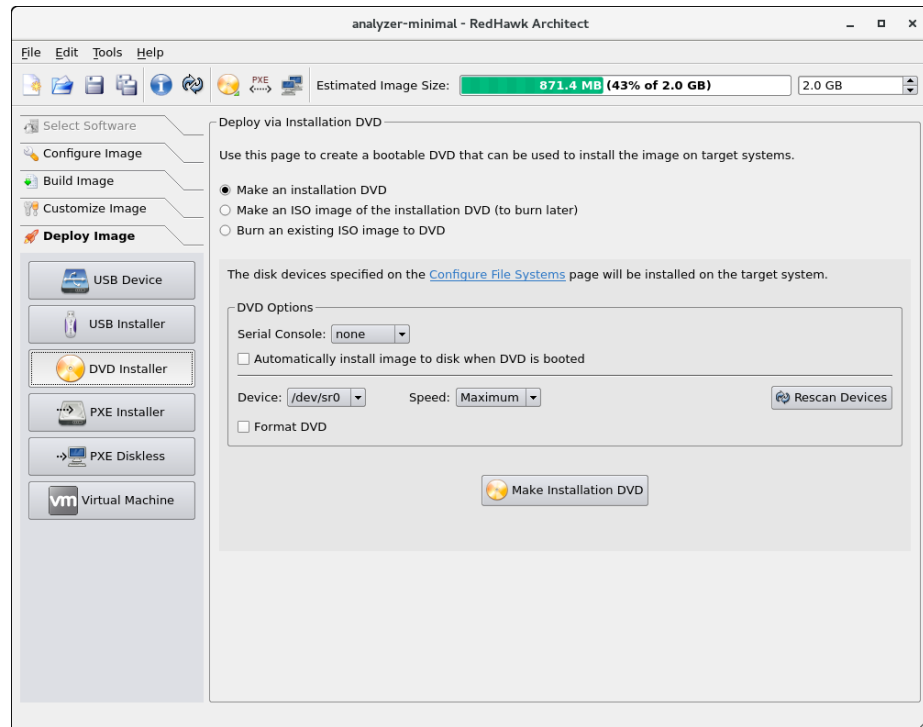 analyzer-minimal - RedHawk Architect
File Edit Tools Help
PXE Estimated Image Size: 871.4 MB (43% of 2.0 GB) 2.0 GB
Select Software
Configure Image
Build Image
Customize Image
Deploy Image
USB Device
USB Installer
DVD Installer
PXE Installer
PXE Diskless
vm Virtual Machine
Deploy via Installation DVD
Use this page to create a bootable DVD that can be used to install the image on target systems.
Make an installation DVD
Make an ISO image of the installation DVD (to burn later)
Burn an existing ISO image to DVD
The disk devices specified on the Configure File Systems page will be installed on the target system.
DVD Options
Serial Console: none
Automatically install image to disk when DVD is booted
Device: /dev/sr0 Speed: Maximum Rescan Devices
Format DVD
Make Installation DVD